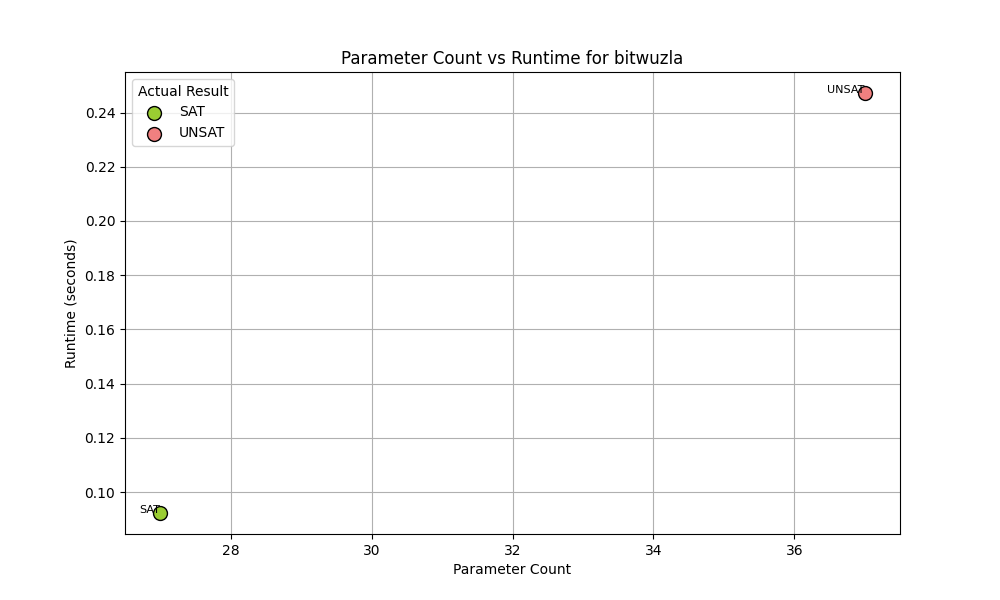 Parameter Count vs Runtime for bitwuzla
Actual Result
SAT
UNSAT
UNSAT
SAT
0.24
0.22
0.20
0.18
0.16
0.14
0.12
0.10
Runtime (seconds)
28 30 32 34 36
Parameter Count